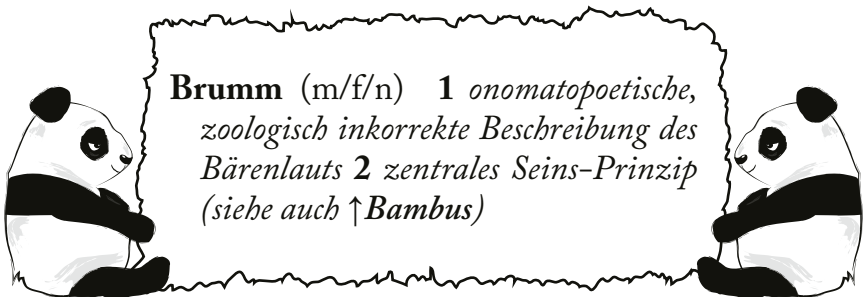 Brumm (m/f/n) 1 onomatopoetische,
zoologisch inkorrekte Beschreibung des
Bärenlauts 2 zentrales Seins-Prinzip
(siehe auch ↑Bambus)